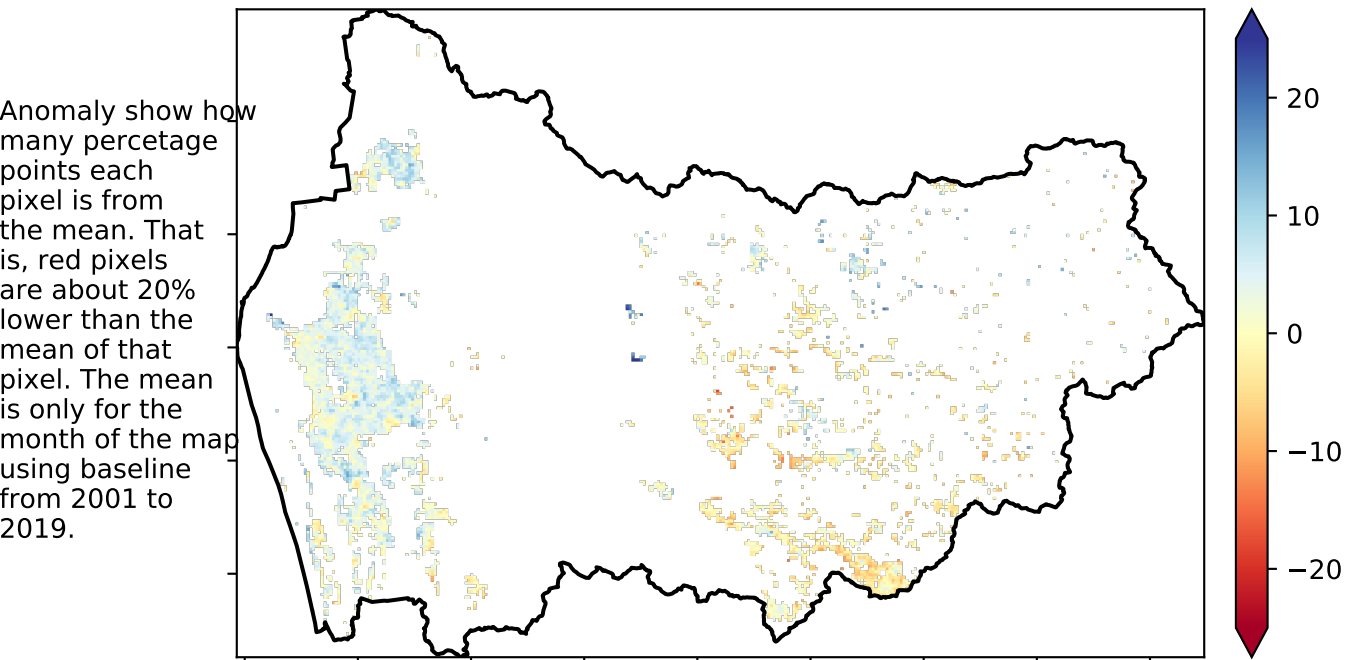 Anomaly show how
many percetage
points each
pixel is from
the mean. That
is, red pixels
are about 20%
lower than the
mean of that
pixel. The mean
is only for the
month of the map
using baseline
from 2001 to
2019.
20
10
0
−10
−20